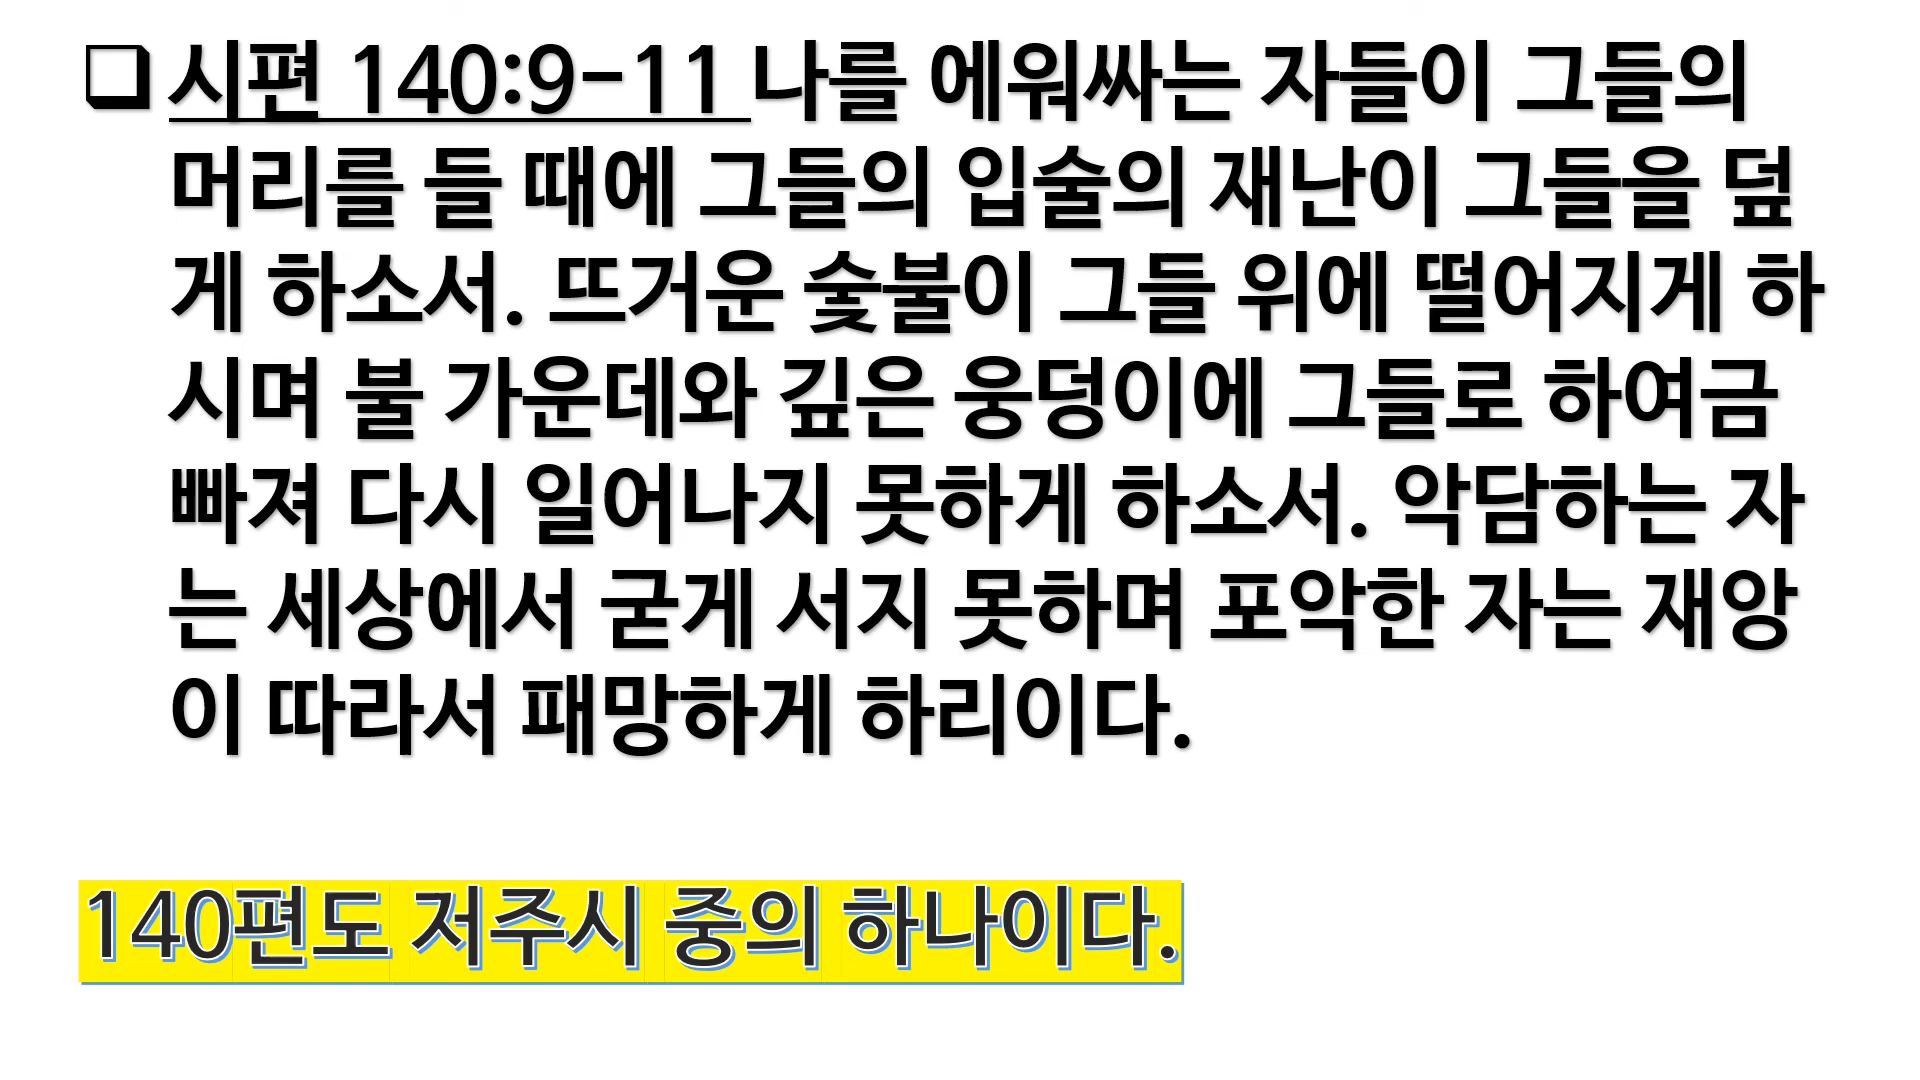 ❑ 시편 140:9-11 나를 에워싸는 자들이 그들의
머리를 들 때에 그들의 입술의 재난이 그들을 덮
게 하소서. 뜨거운 숯불이 그들 위에 떨어지게 하
시며 불 가운데와 깊은 웅덩이에 그들로 하여금
빠져 다시 일어나지 못하게 하소서. 악담하는 자
는 세상에서 굳게 서지 못하며 포악한 자는 재앙
이 따라서 패망하게 하리이다.
140편도 저주시 중의 하나이다.